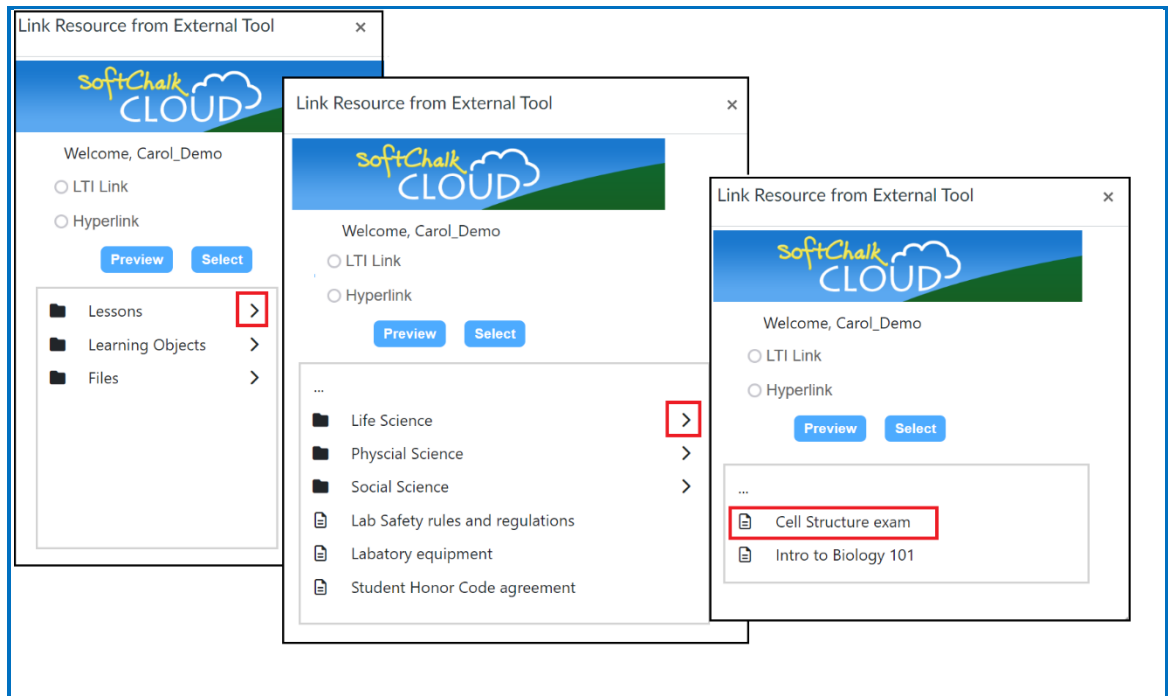 Link Resource from External Tool ×
softChalk
CLOUD
Welcome, Carol_Demo
LTI Link
Hyperlink
Preview Select
Lessons
Learning Objects
Files
Link Resource from External Tool ×
softChalk
CLOUD
Welcome, Carol_Demo
LTI Link
Hyperlink
Preview Select
...
Life Science
Physcial Science
Social Science
Lab Safety rules and regulations
Labatory equipment
Student Honor Code agreement
Link Resource from External Tool ×
softChalk
CLOUD
Welcome, Carol_Demo
LTI Link
Hyperlink
Preview Select
...
Cell Structure exam
Intro to Biology 101